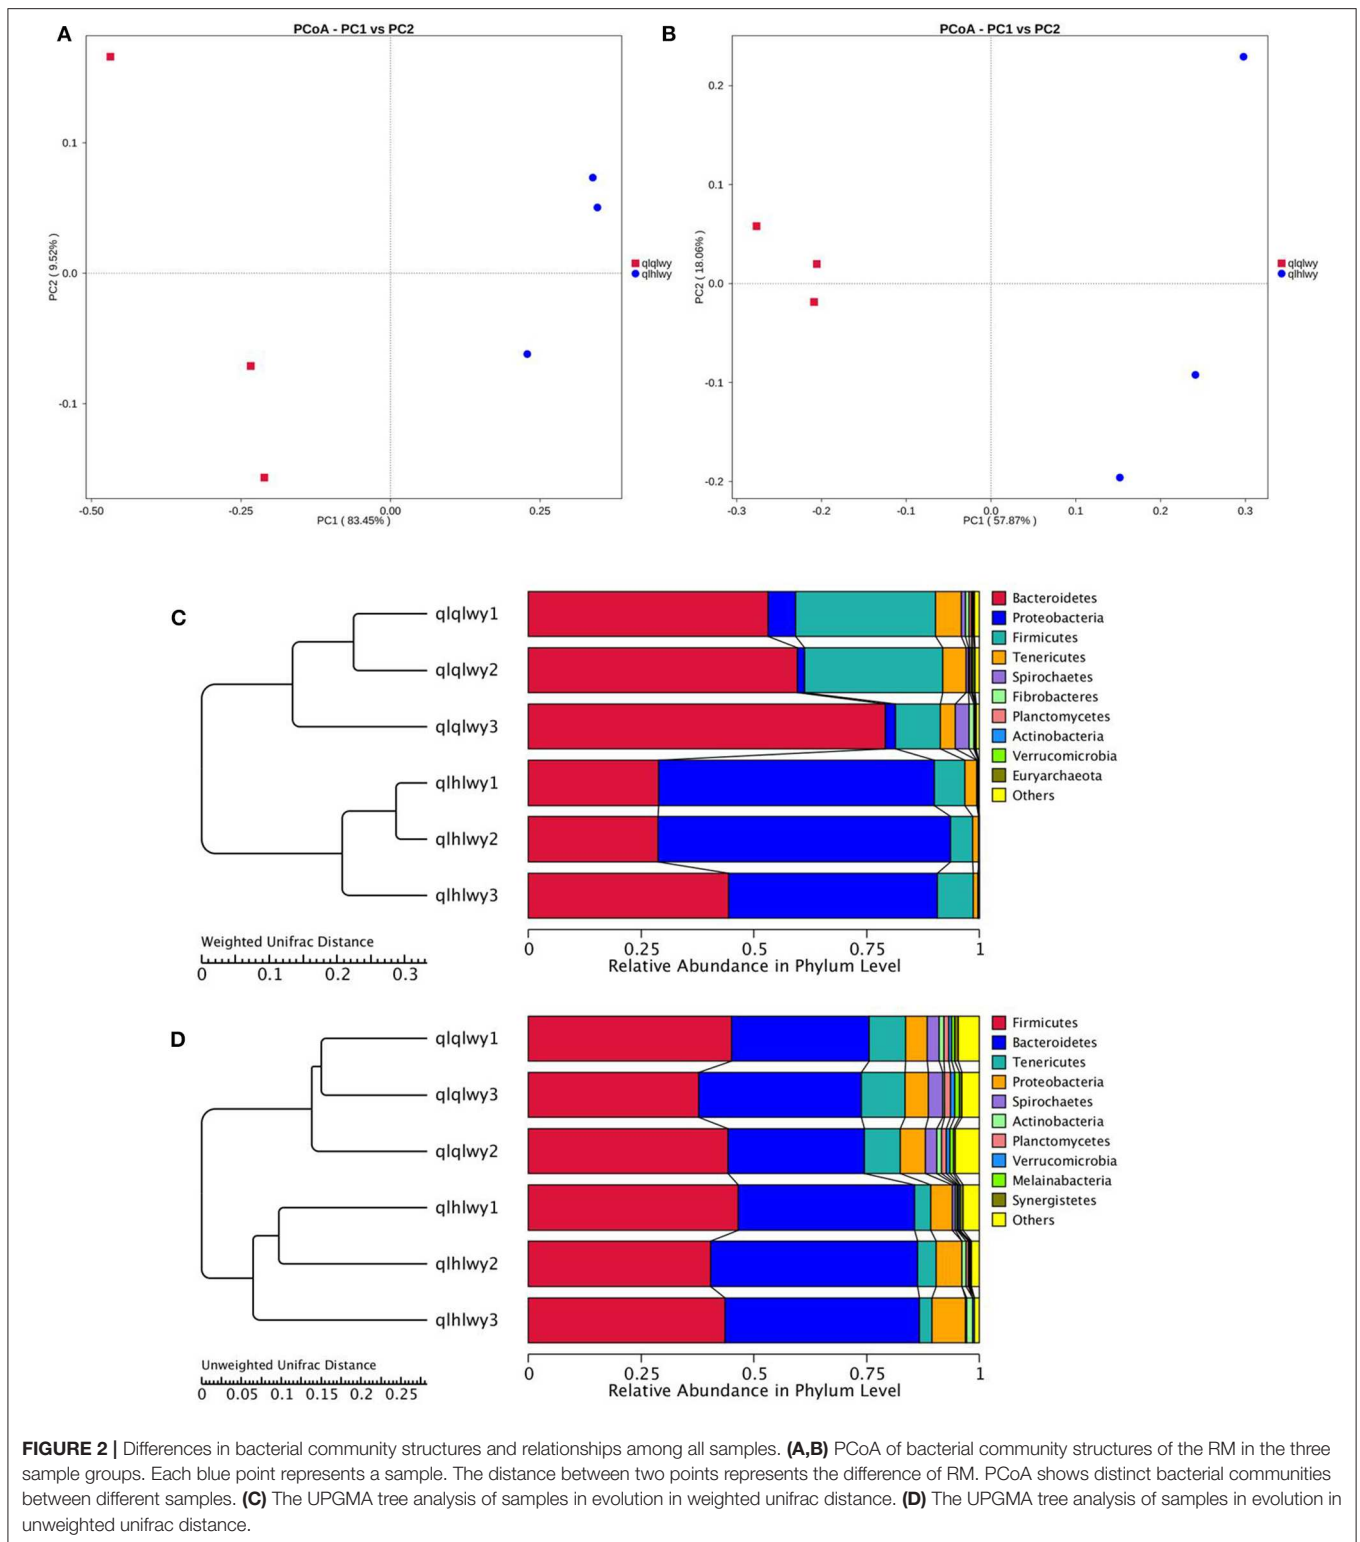 A
PCoA - PC1 vs PC2
0.1
0.0
-0.1
PC2 ( 9.52% )
-0.50
-0.25
0.00
0.25
PC1 ( 83.45% )
qlqlwy
qlhlwy
B
PCoA - PC1 vs PC2
0.2
0.1
0.0
-0.1
-0.2
PC2 ( 18.06% )
-0.3
-0.2
-0.1
0.0
0.1
0.2
0.3
PC1 ( 57.87% )
qlqlwy
qlhlwy
C
qlqlwy1
qlqlwy2
qlqlwy3
qlhlwy1
qlhlwy2
qlhlwy3
Weighted Unifrac Distance
0 0.1 0.2 0.3
0 0.25 0.5 0.75 1
Relative Abundance in Phylum Level
Bacteroidetes
Proteobacteria
Firmicutes
Tenericutes
Spirochaetes
Fibrobacteres
Planctomycetes
Actinobacteria
Verrucomicrobia
Euryarchaeota
Others
D
qlqlwy1
qlqlwy3
qlqlwy2
qlhlwy1
qlhlwy2
qlhlwy3
Unweighted Unifrac Distance
0 0.05 0.1 0.15 0.2 0.25
0 0.25 0.5 0.75 1
Relative Abundance in Phylum Level
Firmicutes
Bacteroidetes
Tenericutes
Proteobacteria
Spirochaetes
Actinobacteria
Planctomycetes
Verrucomicrobia
Melainabacteria
Synergistetes
Others
FIGURE 2 | Differences in bacterial community structures and relationships among all samples. (A,B) PCoA of bacterial community structures of the RM in the three
sample groups. Each blue point represents a sample. The distance between two points represents the difference of RM. PCoA shows distinct bacterial communities
between different samples. (C) The UPGMA tree analysis of samples in evolution in weighted unifrac distance. (D) The UPGMA tree analysis of samples in evolution in
unweighted unifrac distance.